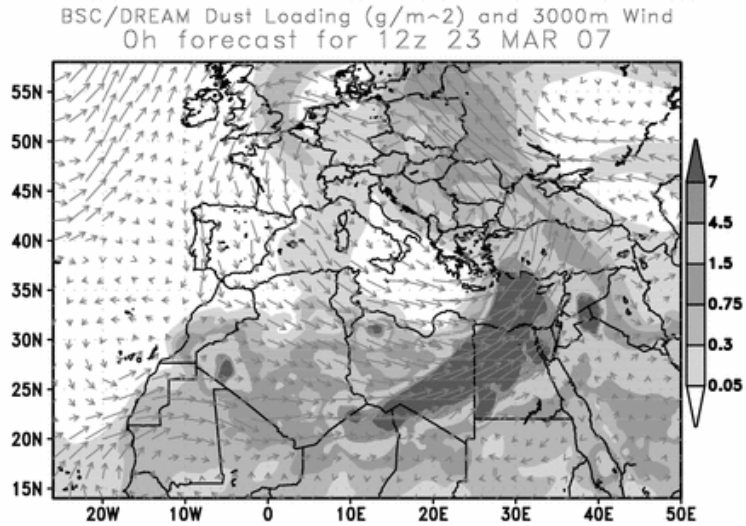 BSC/DREAM Dust Loading (g/m^2) and 3000m Wind
0h forecast for 12z 23 MAR 07
55N
50N
45N
40N
35N
30N
25N
20N
15N
20W 10W 0 10E 20E 30E 40E 50E
7
4.5
1.5
0.75
0.3
0.05